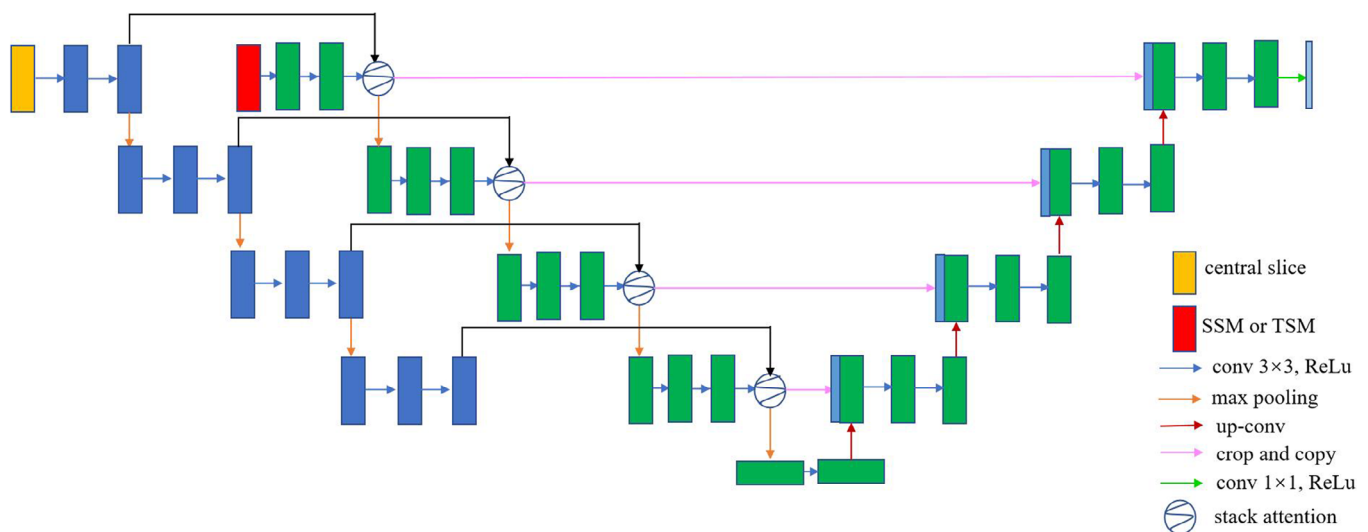 central slice
SSM or TSM
conv 3×3, ReLu
max pooling
up-conv
crop and copy
conv 1×1, ReLu
stack attention